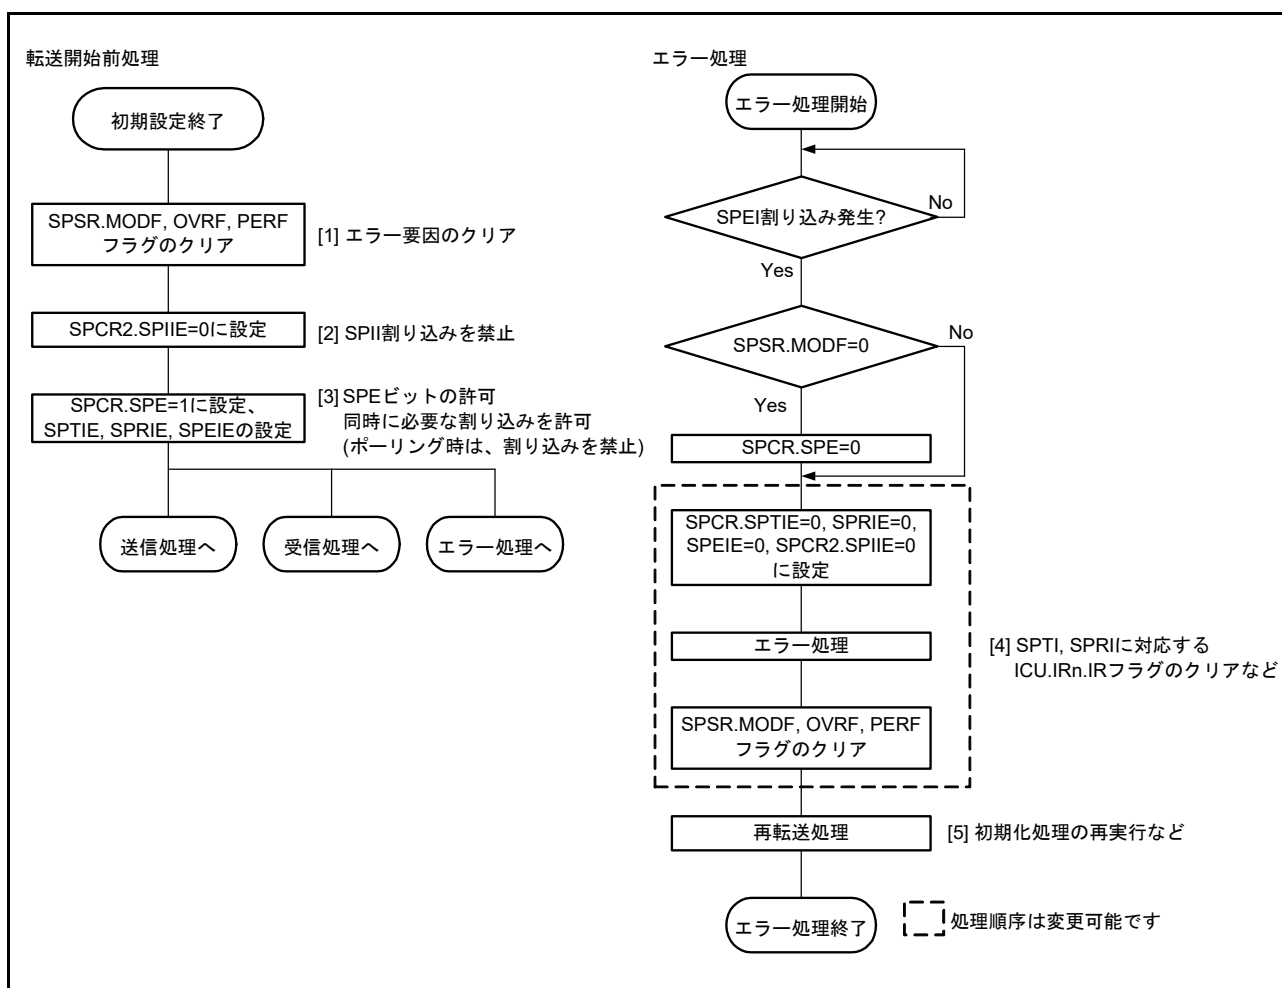 転送開始前処理
初期設定終了
SPSR.MODF, OVRF, PERF
フラグのクリア
[1] エラー要因のクリア
SPCR2.SPIIE=0に設定
[2] SPII割り込みを禁止
SPCR.SPE=1に設定、
SPTIE, SPRIE, SPEIEの設定
[3] SPEビットの許可
同時に必要な割り込みを許可
(ポーリング時は、割り込みを禁止)
送信処理へ
受信処理へ
エラー処理へ
エラー処理
エラー処理開始
SPEI割り込み発生?
No
Yes
SPSR.MODF=0
No
Yes
SPCR.SPE=0
SPCR.SPTIE=0, SPRIE=0,
SPEIE=0, SPCR2.SPIIE=0
に設定
エラー処理
[4] SPTI, SPRIに対応する
ICU.IRn.IRフラグのクリアなど
SPSR.MODF, OVRF, PERF
フラグのクリア
再転送処理
[5] 初期化処理の再実行など
エラー処理終了
処理順序は変更可能です